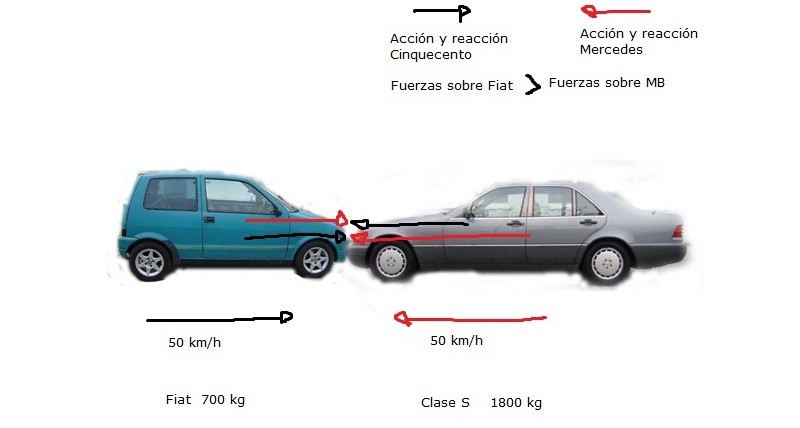 Acción y reacción
Cinquecento
Acción y reacción
Mercedes
Fuerzas sobre Fiat
Fuerzas sobre MB
50 km/h
50 km/h
Fiat 700 kg
Clase S 1800 kg